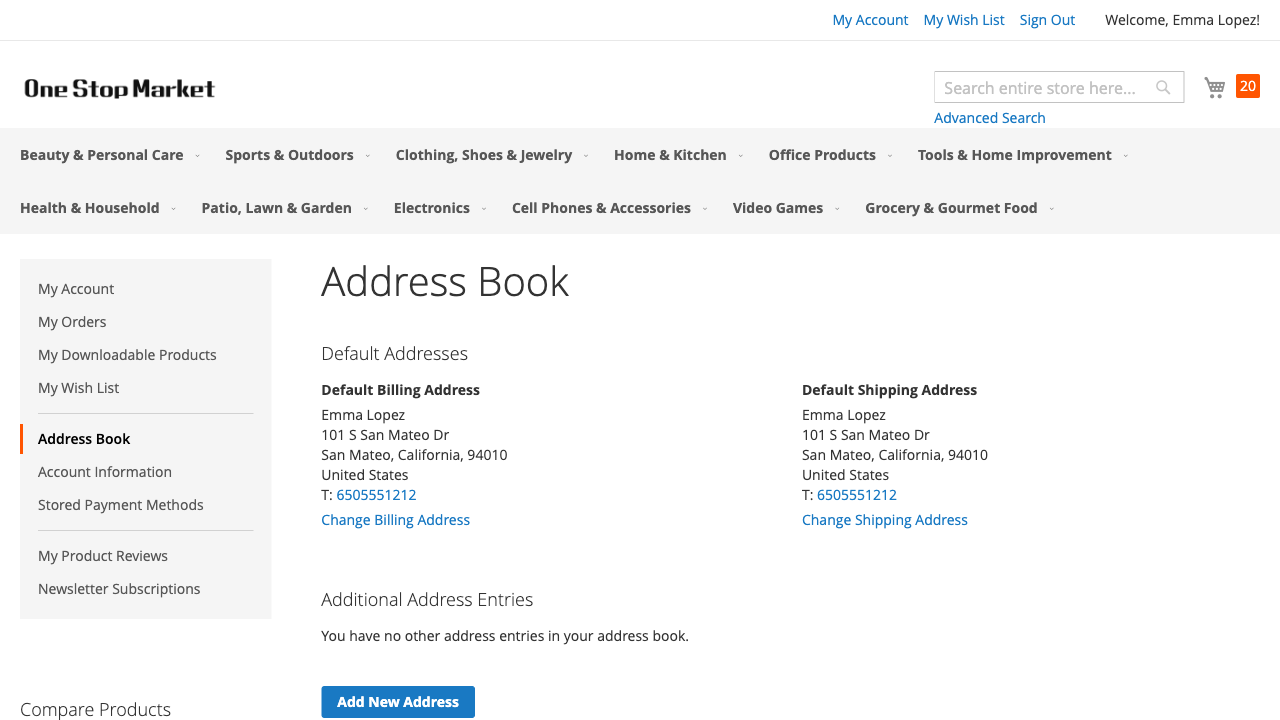 My Account My Wish List Sign Out Welcome, Emma Lopez!
One Stop Market
Search entire store here...
20
Advanced Search
Beauty & Personal Care Sports & Outdoors Clothing, Shoes & Jewelry Home & Kitchen Office Products Tools & Home Improvement
Health & Household Patio, Lawn & Garden Electronics Cell Phones & Accessories Video Games Grocery & Gourmet Food
My Account
My Orders
My Downloadable Products
My Wish List
Address Book
Account Information
Stored Payment Methods
My Product Reviews
Newsletter Subscriptions
Compare Products
Address Book
Default Addresses
Default Billing Address
Emma Lopez
101 S San Mateo Dr
San Mateo, California, 94010
United States
T: 6505551212
Change Billing Address
Default Shipping Address
Emma Lopez
101 S San Mateo Dr
San Mateo, California, 94010
United States
T: 6505551212
Change Shipping Address
Additional Address Entries
You have no other address entries in your address book.
Add New Address